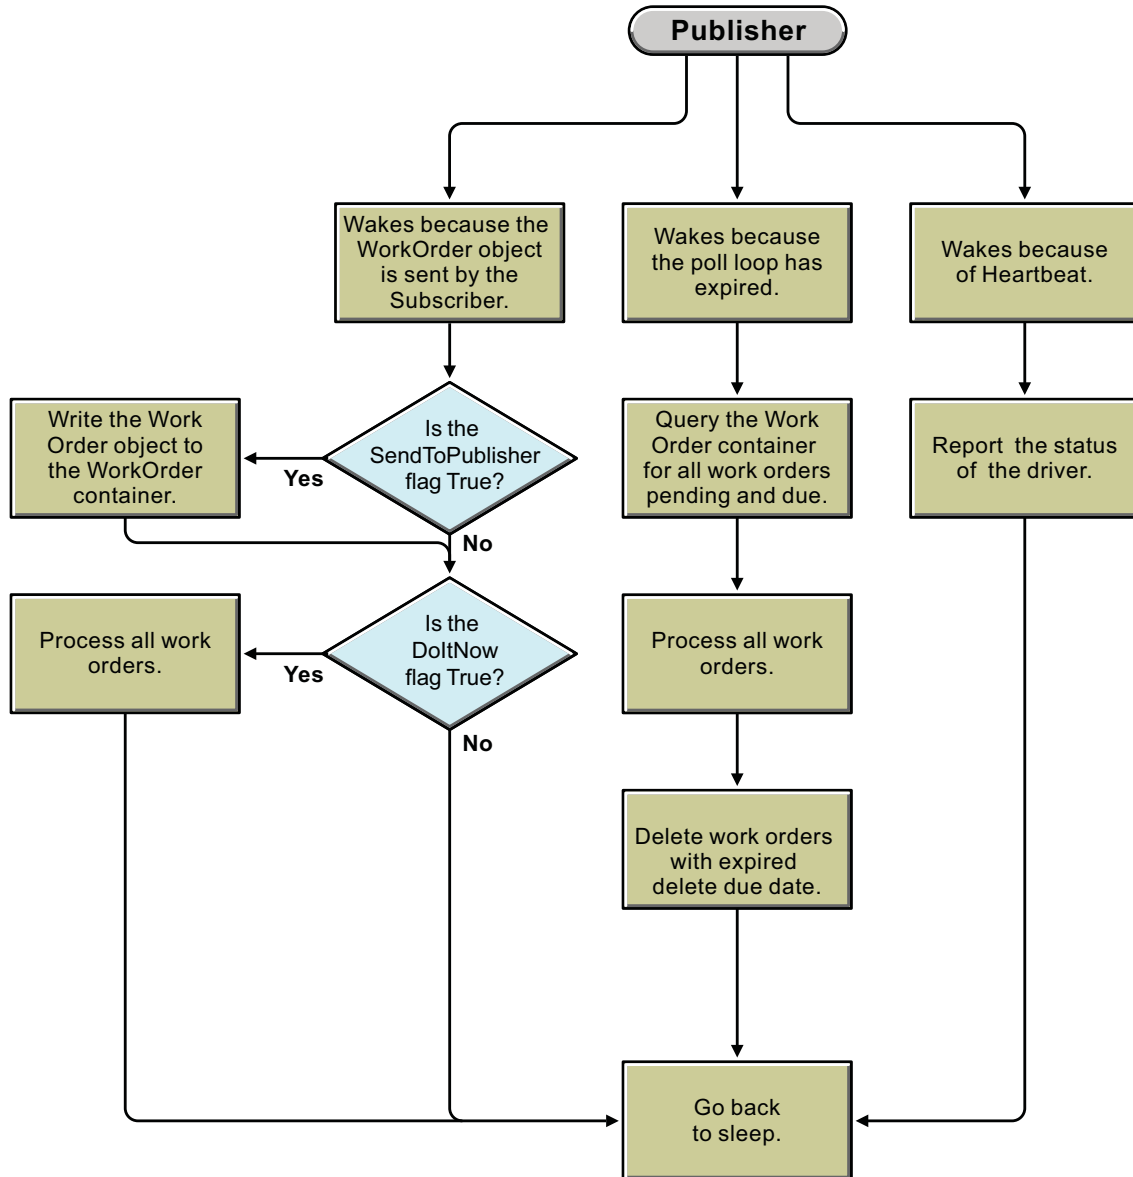 Publisher
Wakes because the
WorkOrder object
is sent by the
Subscriber.
Wakes because
the poll loop has
expired.
Wakes because
of Heartbeat.
Write the Work
Order object to
the WorkOrder
container.
Yes
Is the
SendToPublisher
flag True?
No
Query the Work
Order container
for all work orders
pending and due.
Report the status
of the driver.
Process all work
orders.
Yes
Is the
DoItNow
flag True?
No
Process all work
orders.
Delete work orders
with expired
delete due date.
Go back
to sleep.